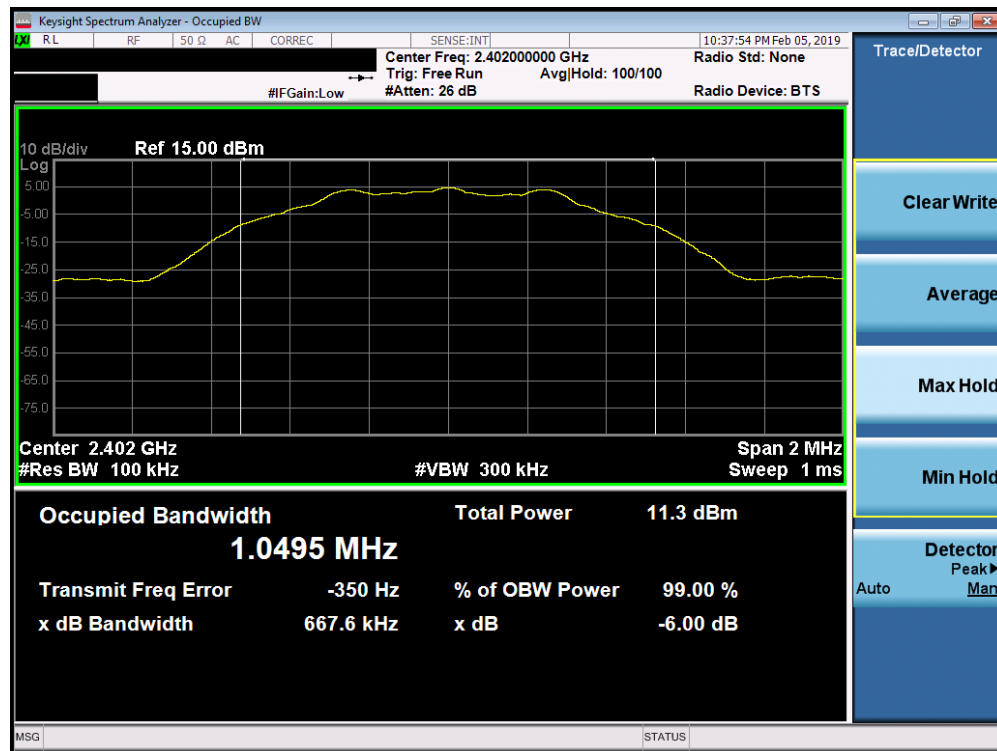 Keysight Spectrum Analyzer - Occupied BW
LXI RL RF 50 Ω AC CORREC SENSE:INT 10:37:54 PM Feb 05, 2019
Center Freq: 2.402000000 GHz Radio Std: None
Trig: Free Run Avg|Hold: 100/100
#IFGain:Low #Atten: 26 dB Radio Device: BTS
10 dB/div Ref 15.00 dBm
Log
5.00
-5.00
-15.0
-25.0
-35.0
-45.0
-55.0
-65.0
-75.0
Center 2.402 GHz Span 2 MHz
#Res BW 100 kHz #VBW 300 kHz Sweep 1 ms
Occupied Bandwidth Total Power 11.3 dBm
1.0495 MHz
Transmit Freq Error -350 Hz % of OBW Power 99.00 %
x dB Bandwidth 667.6 kHz x dB -6.00 dB
MSG STATUS
Trace/Detector
Clear Write
Average
Max Hold
Min Hold
Detector
Peak▶
Auto Man